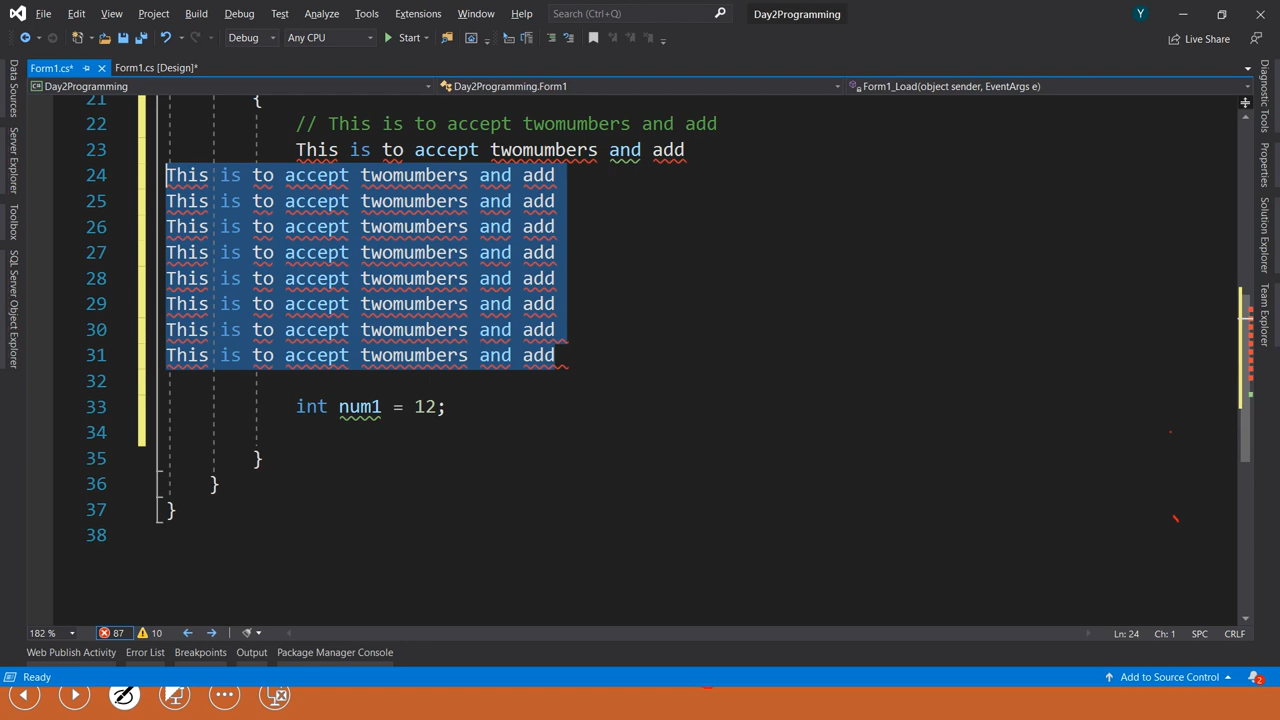 File Edit View Project Build Debug Test Analyze Tools Extensions Window Help Search (Ctrl+Q) Day2Programming Y
Debug Any CPU Start Live Share
Form1.cs* Form1.cs [Design]*
Day2Programming Day2Programming.Form1 Form1_Load(object sender, EventArgs e)
Data Sources
Server Explorer
Toolbox
SQL Server Object Explorer
21 {
22 // This is to accept twomumbers and add
23 This is to accept twomumbers and add
24 This is to accept twomumbers and add
25 This is to accept twomumbers and add
26 This is to accept twomumbers and add
27 This is to accept twomumbers and add
28 This is to accept twomumbers and add
29 This is to accept twomumbers and add
30 This is to accept twomumbers and add
31 This is to accept twomumbers and add
32
33 int num1 = 12;
34
35 }
36 }
37 }
38
Diagnostic Tools
Properties
Solution Explorer
Team Explorer
182 % 87 10 Ln: 24 Ch: 1 SPC CRLF
Web Publish Activity Error List Breakpoints Output Package Manager Console
Ready Add to Source Control 2